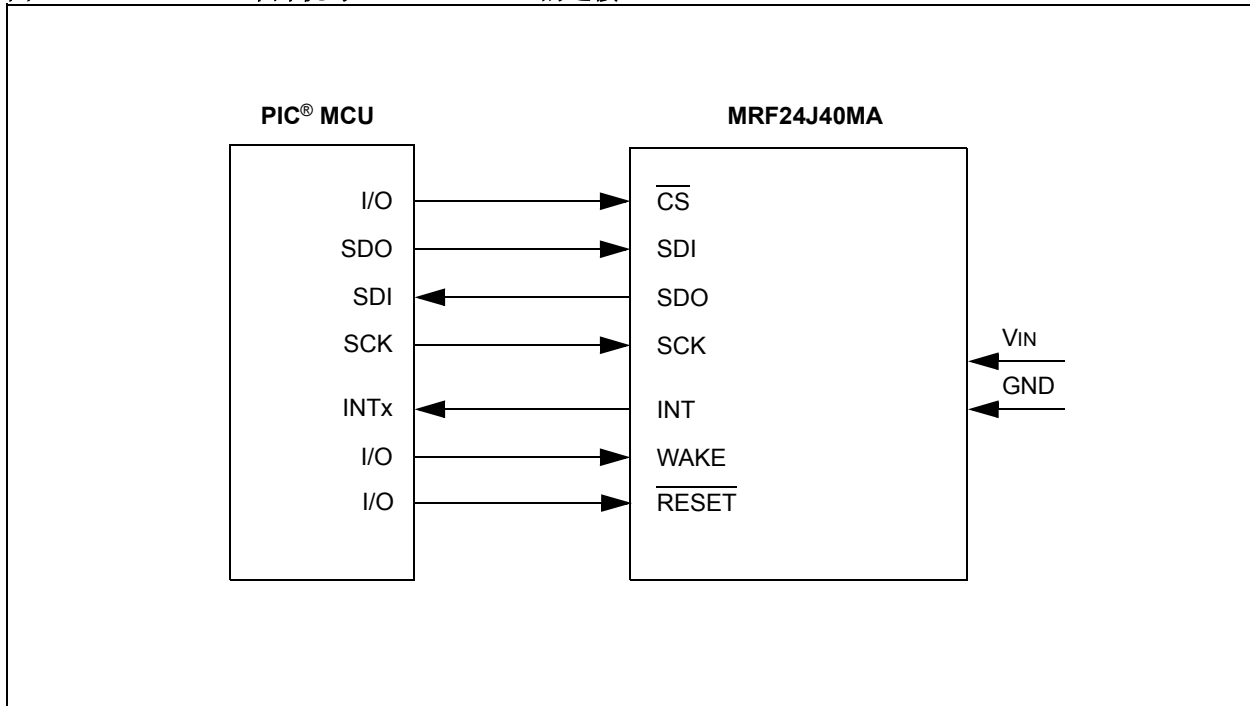 PIC® MCU
MRF24J40MA
I/O
CS
SDO
SDI
SDI
SDO
SCK
SCK
VIN
GND
INTx
INT
I/O
WAKE
I/O
RESET